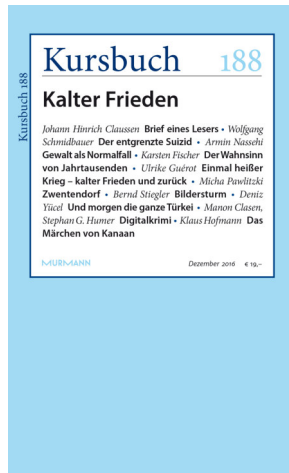 Kursbuch 188
Kursbuch 188
Kalter Frieden
Johann Hinrich Claussen Brief eines Lesers • Wolfgang
Schmidbauer Der entgrenzte Suizid • Armin Nassehi
Gewalt als Normalfall • Karsten Fischer Der Wahnsinn
von Jahrtausenden • Ulrike Guérot Einmal heißer
Krieg – kalter Frieden und zurück • Micha Pawlitzki
Zwentendorf • Bernd Stiegler Bildersturm • Deniz
Yücel Und morgen die ganze Türkei • Manon Clasen,
Stephan G. Humer Digitalkrimi • Klaus Hofmann Das
Märchen von Kanaan
MURMANN Dezember 2016 € 19,–